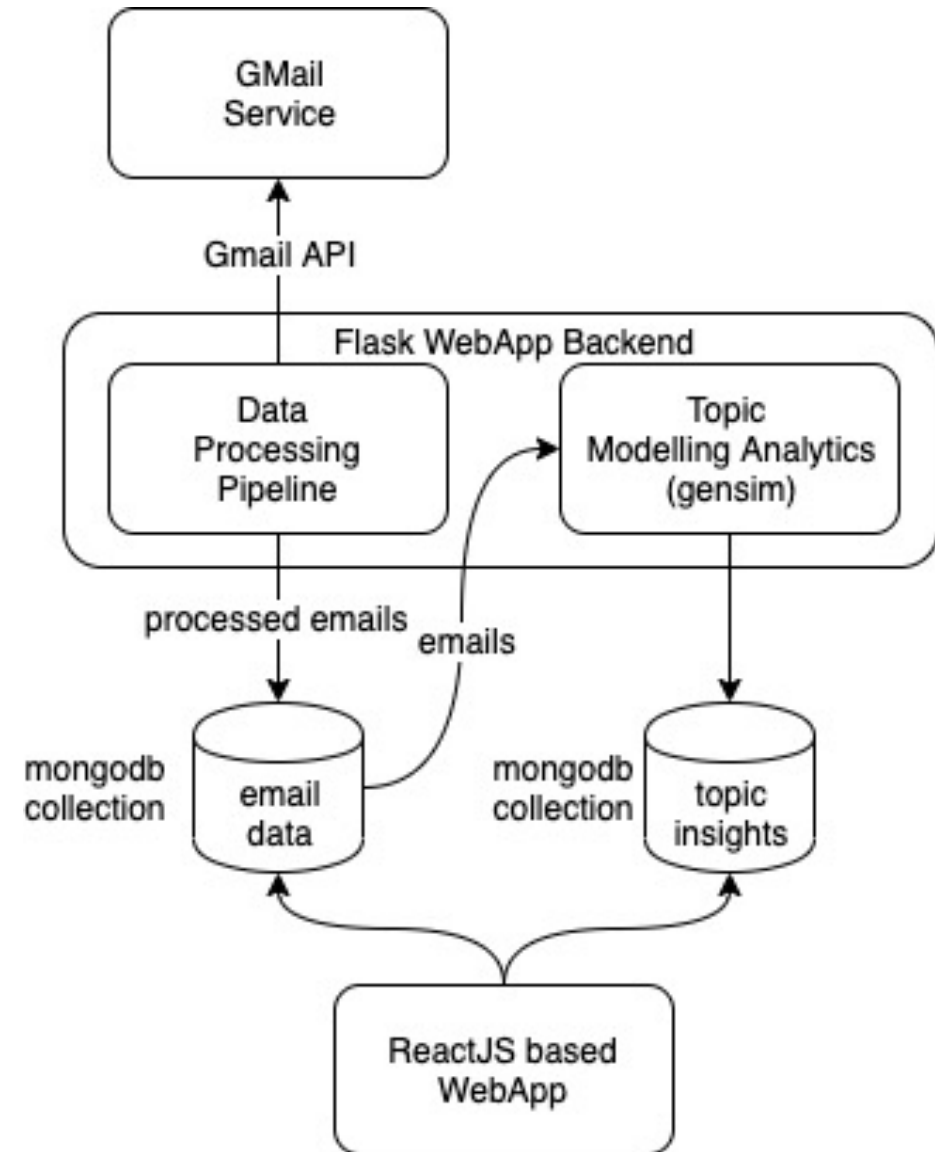 GMail
Service
Gmail API
Flask WebApp Backend
Data
Processing
Pipeline
Topic
Modelling Analytics
(gensim)
processed emails
emails
mongodb
collection
email
data
mongodb
collection
topic
insights
ReactJS based
WebApp